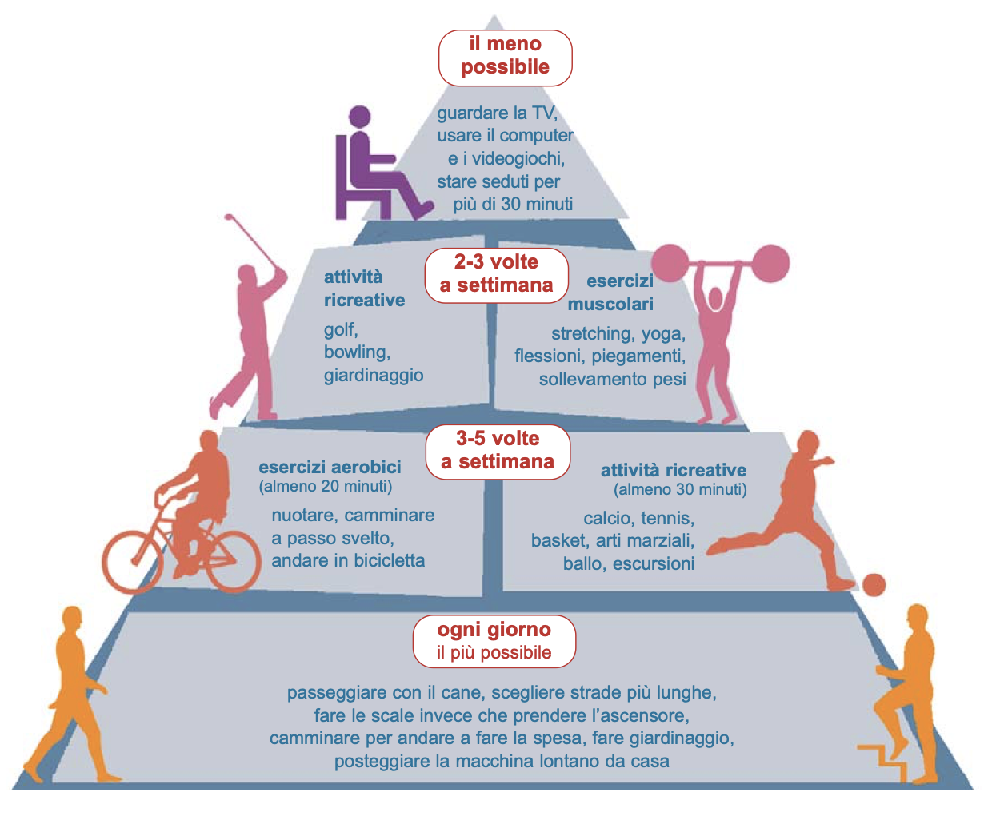 il meno
possibile
guardare la TV,
usare il computer
e i videogiochi,
stare seduti per
più di 30 minuti
2-3 volte
a settimana
attività
ricreative
golf,
bowling,
giardinaggio
esercizi
muscolari
stretching, yoga,
flessioni, piegamenti,
sollevamento pesi
3-5 volte
a settimana
esercizi aerobici
(almeno 20 minuti)
nuotare, camminare
a passo svelto,
andare in bicicletta
attività ricreative
(almeno 30 minuti)
calcio, tennis,
basket, arti marziali,
ballo, escursioni
ogni giorno
il più possibile
passeggiare con il cane, scegliere strade più lunghe,
fare le scale invece che prendere l’ascensore,
camminare per andare a fare la spesa, fare giardinaggio,
posteggiare la macchina lontano da casa